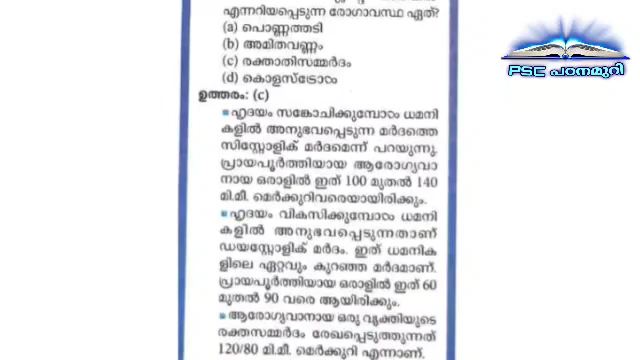 എന്നറിയപ്പെടുന്ന രോഗാവസ്ഥ ഏത്?
(a) പൊണ്ണത്തടി
(b) അമിതവണ്ണം
(c) രക്താതിസമ്മർദം
(d) കൊളസ്ട്രോൾ
ഉത്തരം: (c)
■ ഹൃദയം സങ്കോചിക്കുമ്പോൾ ധമനി
കളിൽ അനുഭവപ്പെടുന്ന മർദത്തെ
സിസ്റ്റോളിക് മർദമെന്ന് പറയുന്നു.
പ്രായപൂർത്തിയായ ആരോഗ്യവാ
നായ ഒരാളിൽ ഇത് 100 മുതൽ 140
മി.മീ. മെർക്കുറിവരെയായിരിക്കും.
■ ഹൃദയം വികസിക്കുമ്പോൾ ധമനി
കളിൽ അനുഭവപ്പെടുന്നതാണ്
ഡയസ്റ്റോളിക് മർദം. ഇത് ധമനിക
ളിലെ ഏറ്റവും കുറഞ്ഞ മർദമാണ്.
പ്രായപൂർത്തിയായ ഒരാളിൽ ഇത് 60
മുതൽ 90 വരെ ആയിരിക്കും.
■ ആരോഗ്യവാനായ ഒരു വ്യക്തിയുടെ
രക്തസമ്മർദം രേഖപ്പെടുത്തുന്നത്
120/80 മി.മീ. മെർക്കുറി എന്നാണ്.
PSC പഠനമുറി